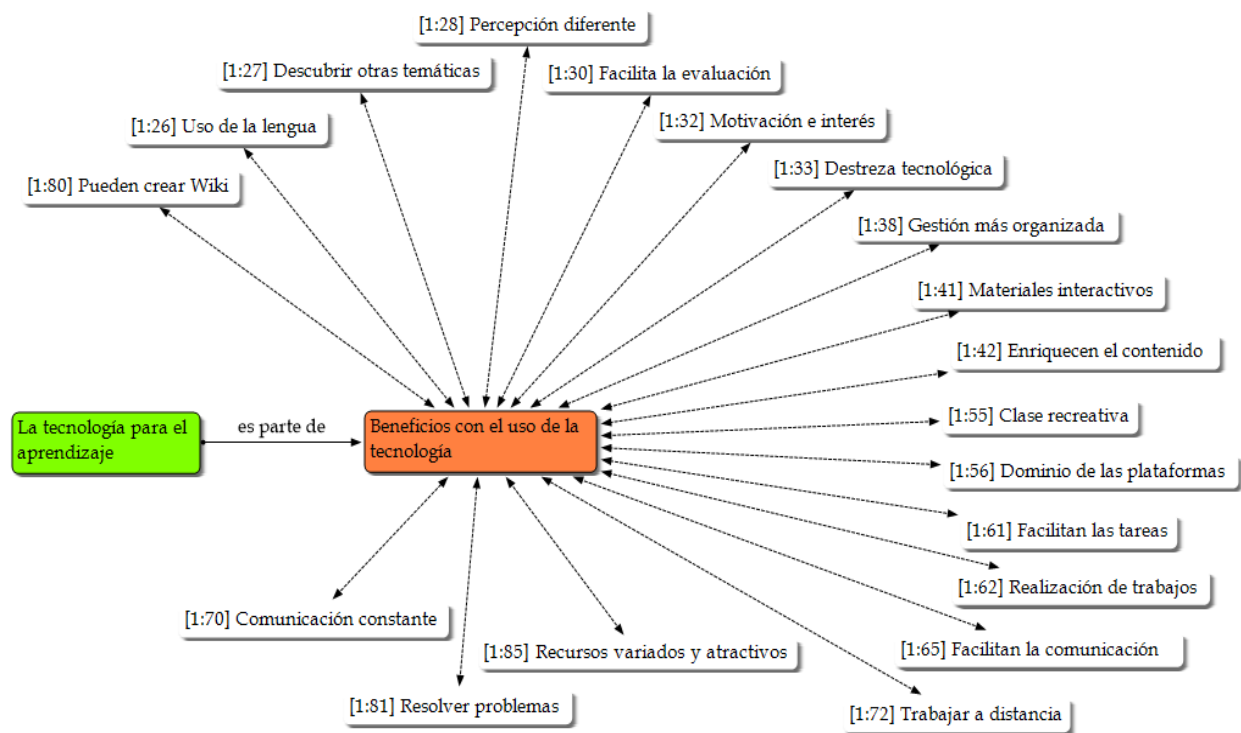 [1:28] Percepción diferente
[1:27] Descubrir otras temáticas
[1:30] Facilita la evaluación
[1:26] Uso de la lengua
[1:32] Motivación e interés
[1:33] Destreza tecnológica
[1:80] Pueden crear Wiki
[1:38] Gestión más organizada
[1:41] Materiales interactivos
[1:42] Enriquecen el contenido
[1:55] Clase recreativa
La tecnología para el
aprendizaje
es parte de
Beneficios con el uso de la
tecnología
[1:56] Dominio de las plataformas
[1:61] Facilitan las tareas
[1:62] Realización de trabajos
[1:70] Comunicación constante
[1:65] Facilitan la comunicación
[1:85] Recursos variados y atractivos
[1:81] Resolver problemas
[1:72] Trabajar a distancia